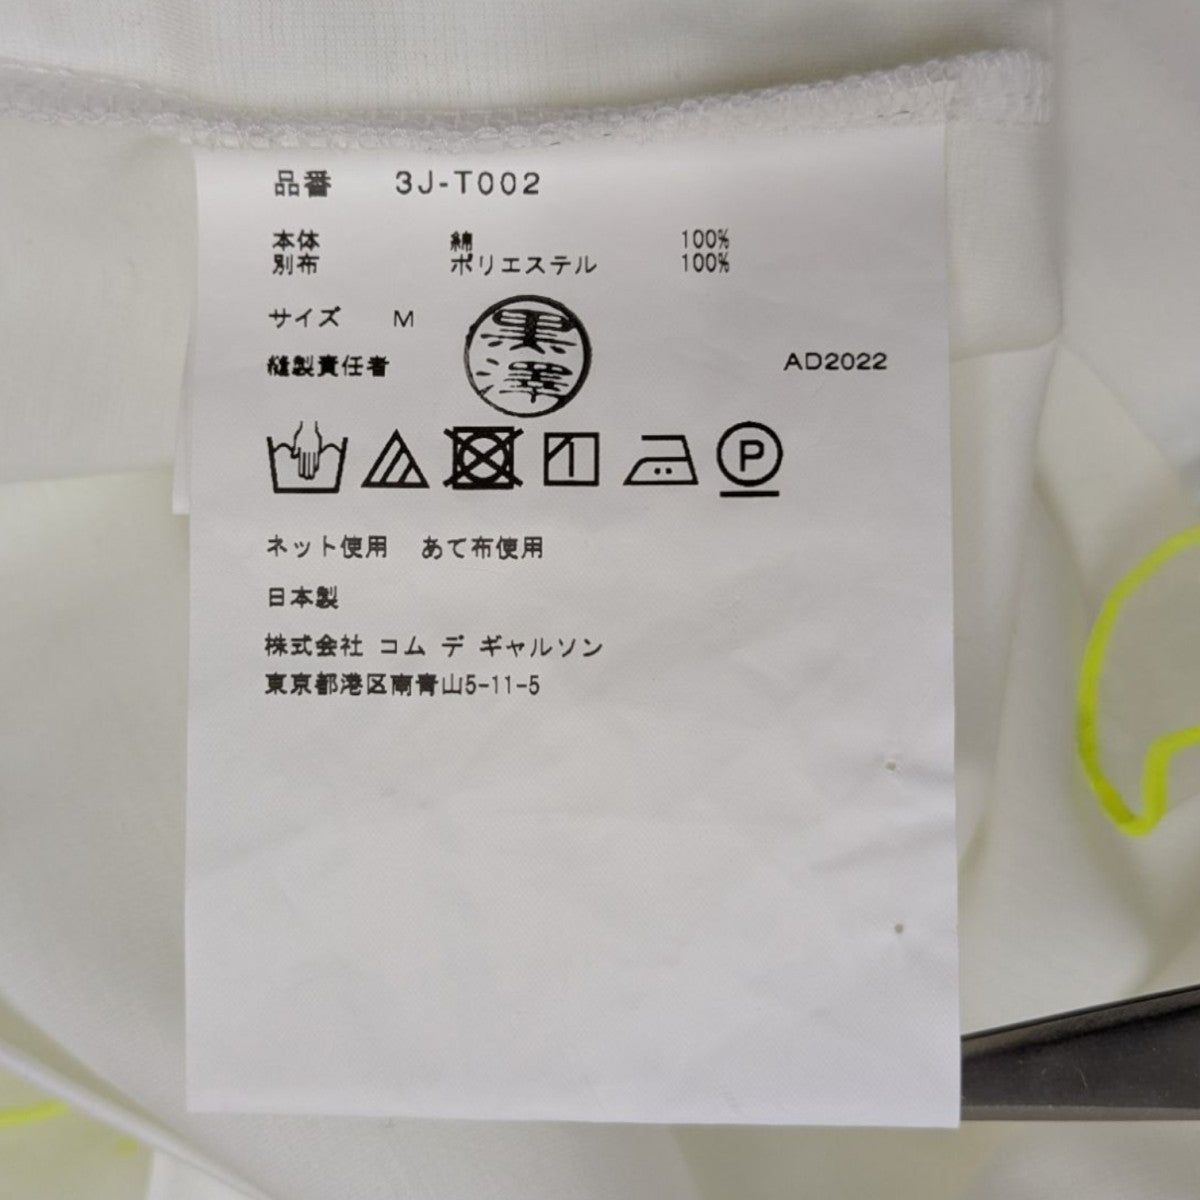 品番 3J-T002
本体 綿 100%
別布 ポリエステル 100%
サイズ M
縫製責任者 黒澤 AD2022
P
ネット使用 あて布使用
日本製
株式会社 コム デ ギャルソン
東京都港区南青山5-11-5